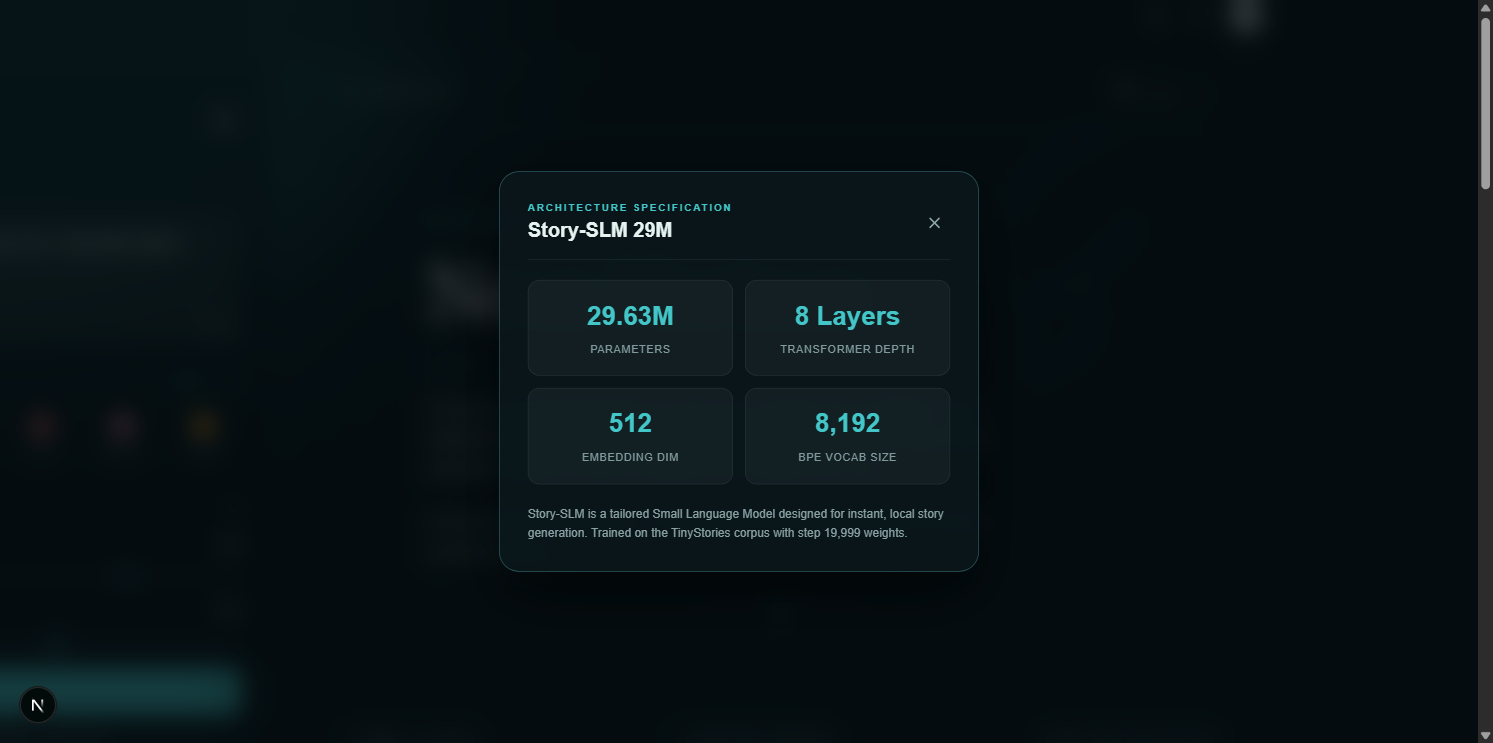 ARCHITECTURE SPECIFICATION
Story-SLM 29M
29.63M
PARAMETERS
8 Layers
TRANSFORMER DEPTH
512
EMBEDDING DIM
8,192
BPE VOCAB SIZE
Story-SLM is a tailored Small Language Model designed for instant, local story
generation. Trained on the TinyStories corpus with step 19,999 weights.
N